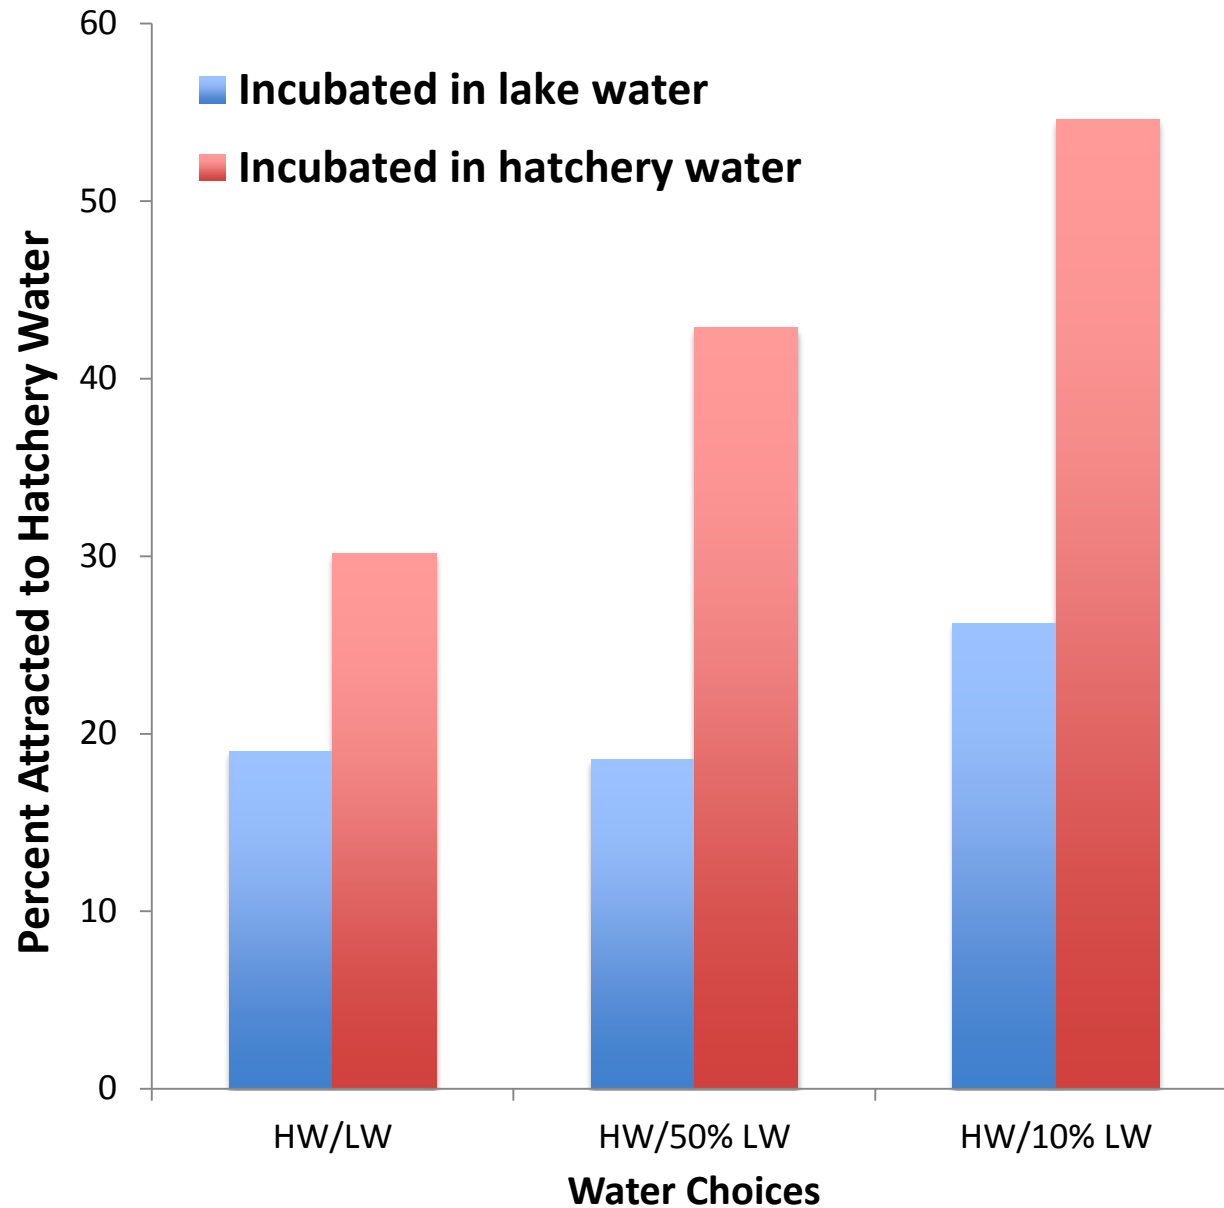 60
Incubated in lake water
Incubated in hatchery water
50
40
30
20
10
0
Percent Attracted to Hatchery Water
HW/LW HW/50% LW HW/10% LW
Water Choices